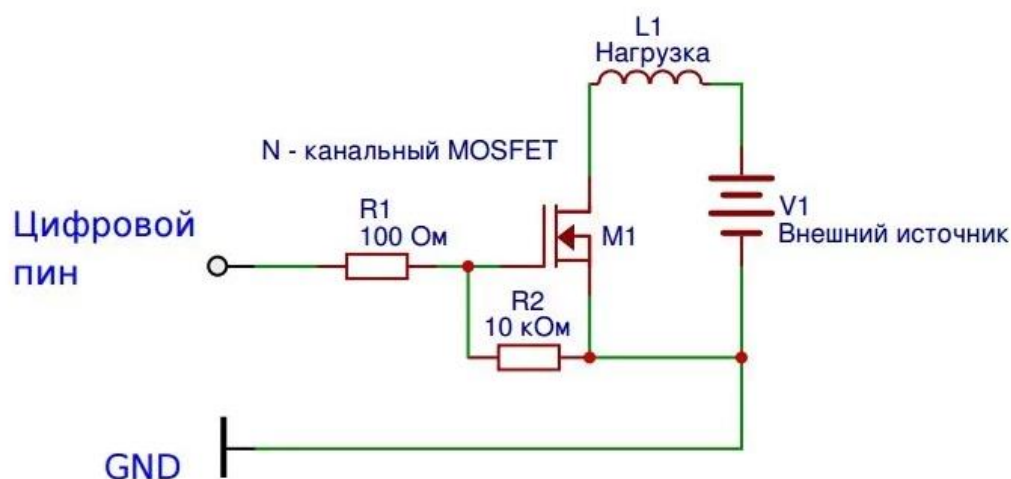 L1
Нагрузка
N - канальный MOSFET
Цифровой
пин
R1
100 Ом
M1
V1
Внешний источник
R2
10 кОм
GND